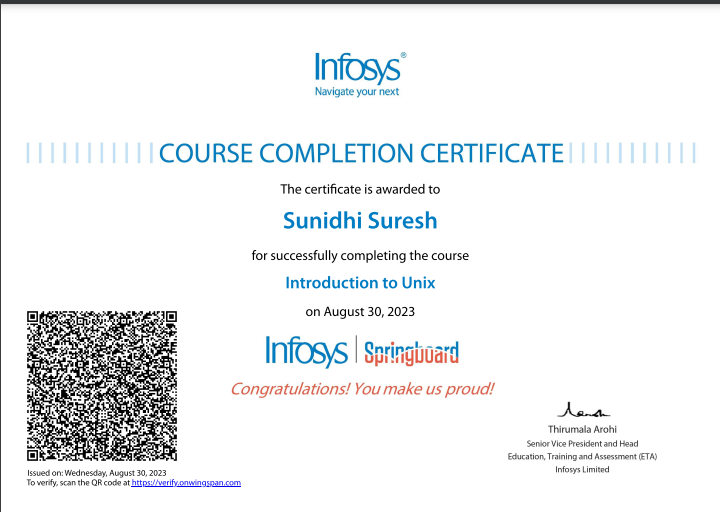 Infosys®
Navigate your next
COURSE COMPLETION CERTIFICATE
The certificate is awarded to
Sunidhi Suresh
for successfully completing the course
Introduction to Unix
on August 30, 2023
Infosys | Springboard
Congratulations! You make us proud!
Thirumala Arohi
Senior Vice President and Head
Education, Training and Assessment (ETA)
Infosys Limited
Issued on: Wednesday, August 30, 2023
To verify, scan the QR code at https://verify.onwingspan.com